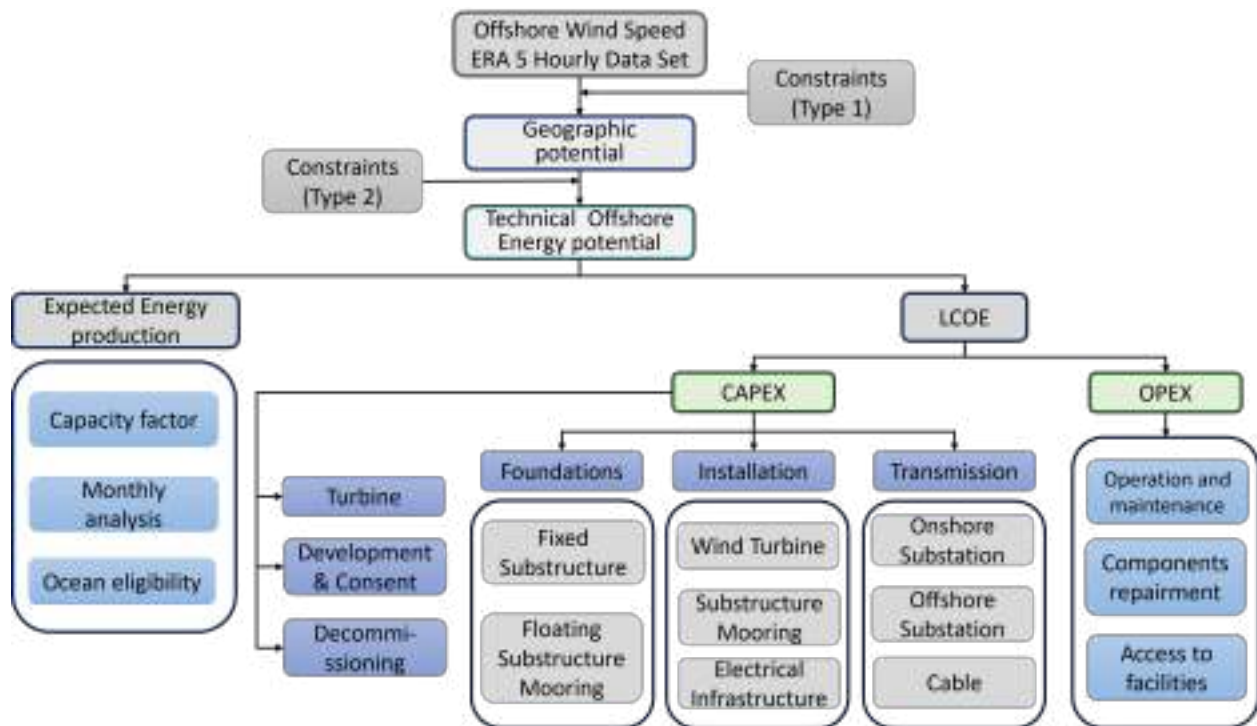 Offshore Wind Speed
ERA 5 Hourly Data Set
Constraints
(Type 1)
Geographic
potential
Constraints
(Type 2)
Technical Offshore
Energy potential
Expected Energy
production
LCOE
CAPEX
OPEX
Capacity factor
Monthly
analysis
Ocean eligibility
Turbine
Development
& Consent
Decommi-
ssioning
Foundations
Fixed
Substructure
Floating
Substructure
Mooring
Installation
Wind Turbine
Substructure
Mooring
Electrical
Infrastructure
Transmission
Onshore
Substation
Offshore
Substation
Cable
Operation and
maintenance
Components
repairment
Access to
facilities